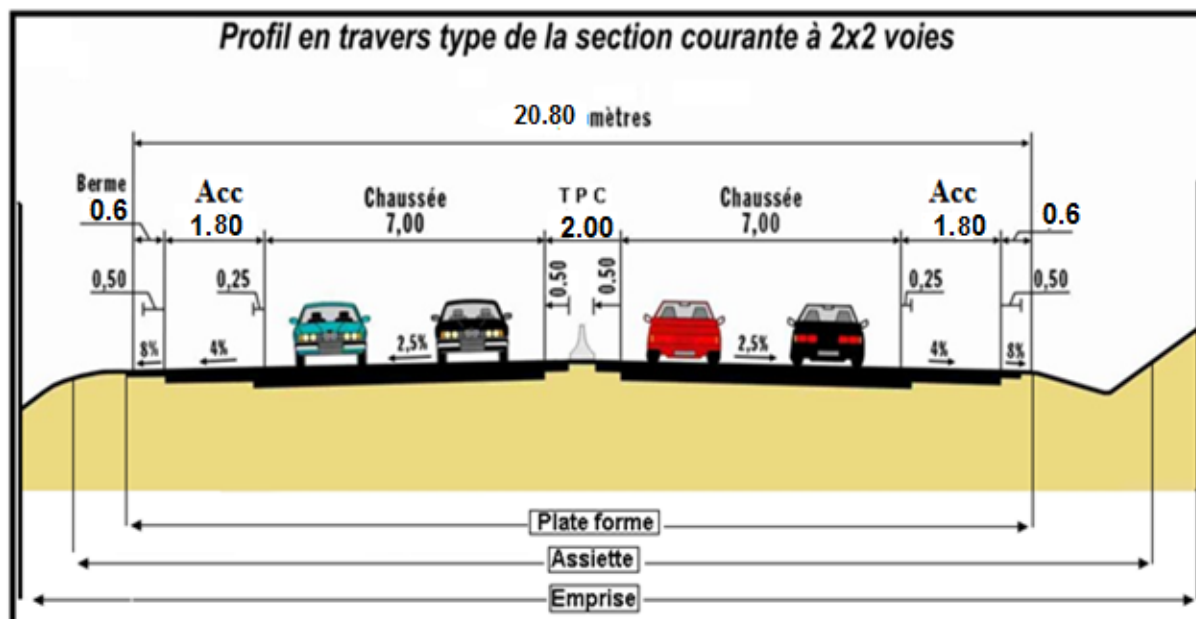 Profil en travers type de la section courante à 2x2 voies
20.80 mètres
Berme Acc Chaussée T P C Chaussée Acc
0.6 1.80 7,00 2.00 7,00 1.80 0.6
0,50 0,25 0.50 0.50 0,25 0,50
8% 4% 2,5% 2,5% 4% 8%
Plate forme
Assiette
Emprise